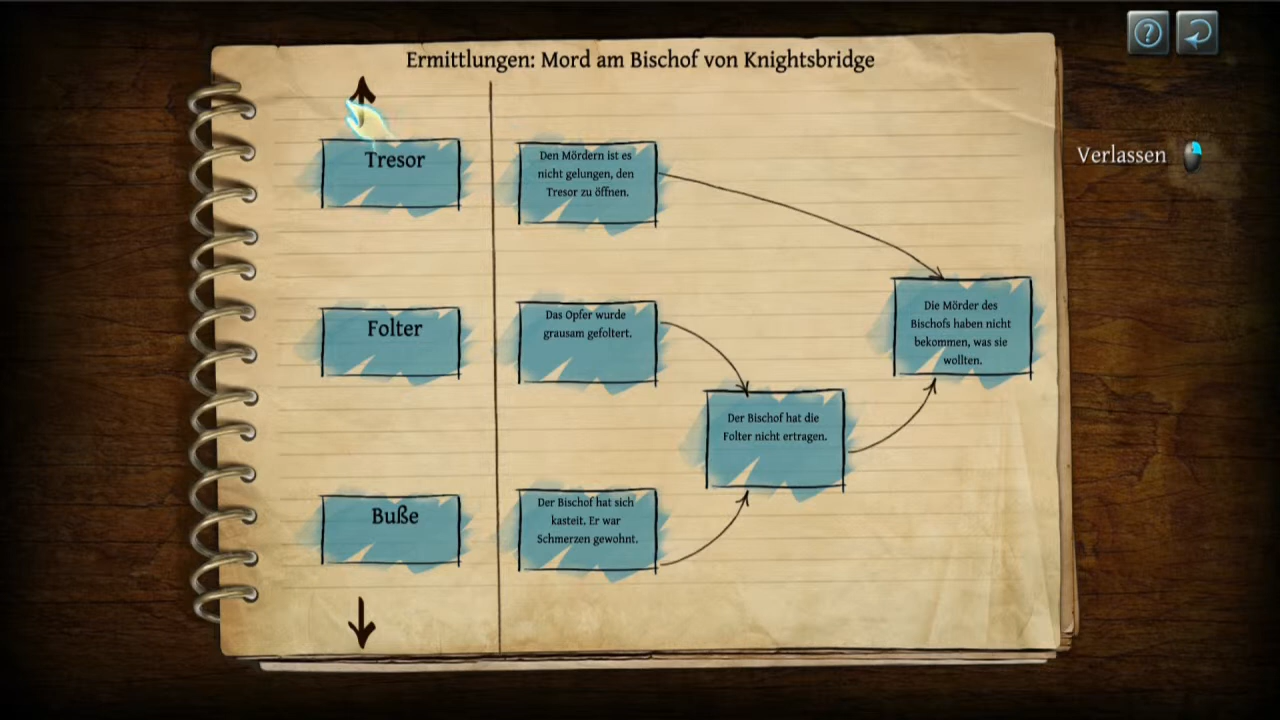 Ermittlungen: Mord am Bischof von Knightsbridge
?
Verlassen
Tresor
Den Mördern ist es
nicht gelungen, den
Tresor zu öffnen.
Die Mörder des
Bischofs haben nicht
bekommen, was sie
wollten.
Folter
Das Opfer wurde
grausam gefoltert.
Der Bischof hat die
Folter nicht ertragen.
Buße
Der Bischof hat sich
kasteit. Er war
Schmerzen gewohnt.